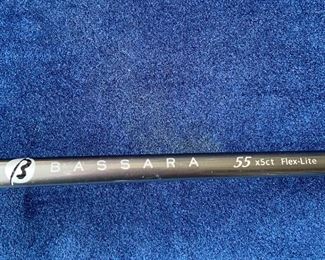 β BASSARA 55 x5ct Flex-Lite